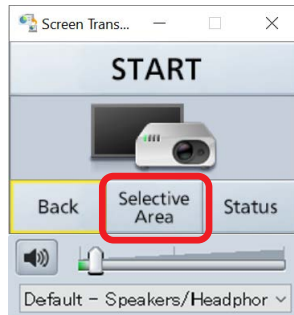 Screen Trans...
START
Back
Selective
Area
Status
Default - Speakers/Headphor